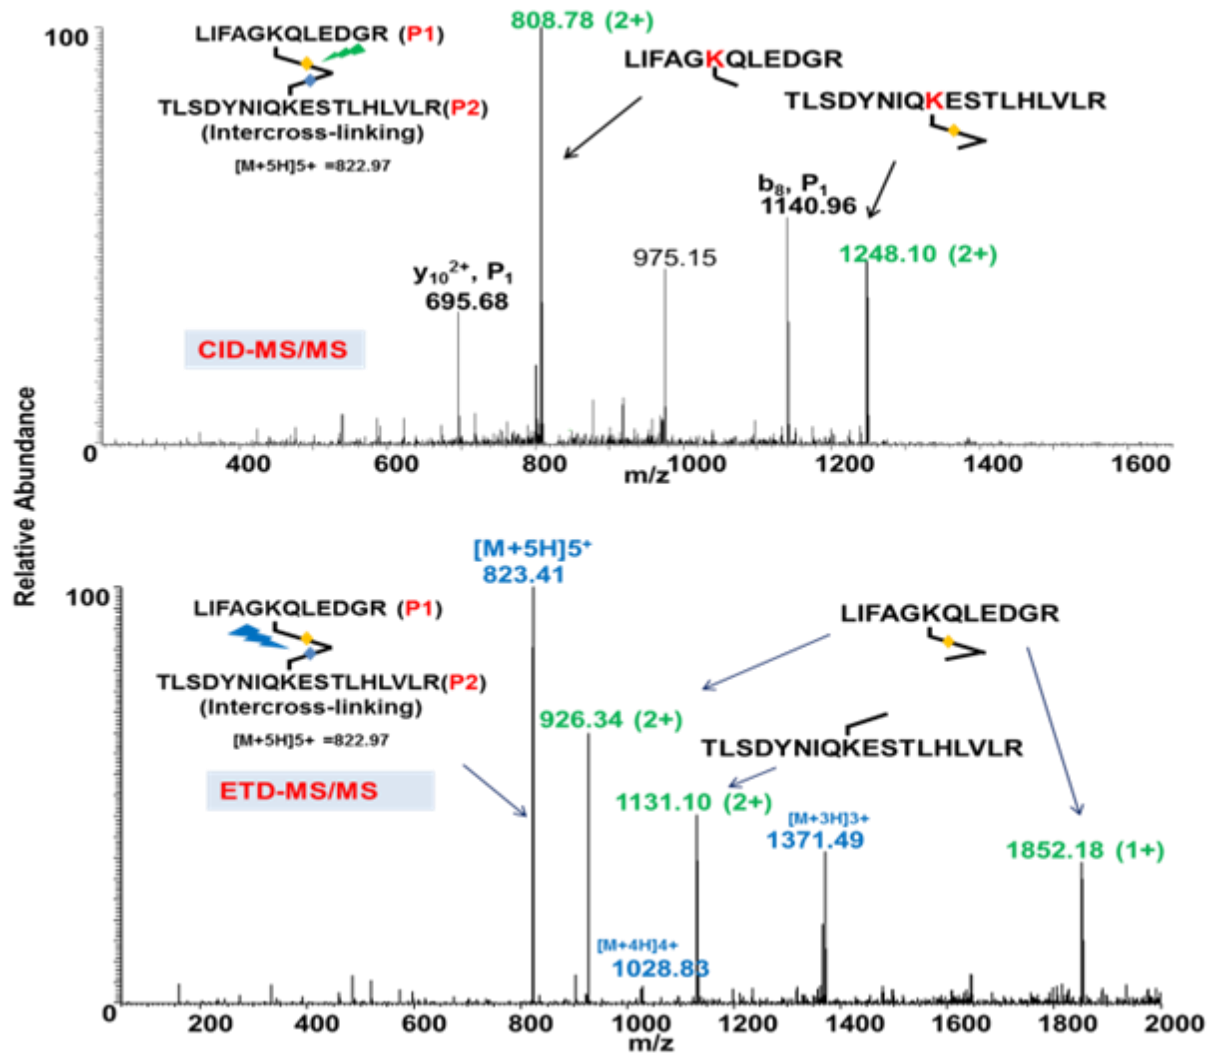 100
LIFAGKQLEDGR (P1)
TLSDYNIQKESTLHLVLR(P2)
(Intercross-linking)
[M+5H]5+ =822.97
808.78 (2+)
LIFAGKQLEDGR
TLSDYNIQKESTLHLVLR
b8, P1
1140.96
1248.10 (2+)
975.15
y10 2+, P1
695.68
CID-MS/MS
0
400
600
800
1000
1200
1400
1600
m/z
Relative Abundance
[M+5H]5+
823.41
100
LIFAGKQLEDGR (P1)
TLSDYNIQKESTLHLVLR(P2)
(Intercross-linking)
[M+5H]5+ =822.97
ETD-MS/MS
LIFAGKQLEDGR
926.34 (2+)
TLSDYNIQKESTLHLVLR
1131.10 (2+)
[M+3H]3+
1371.49
1852.18 (1+)
[M+4H]4+
1028.83
0
200
400
600
800
1000
1200
1400
1600
1800
2000
m/z